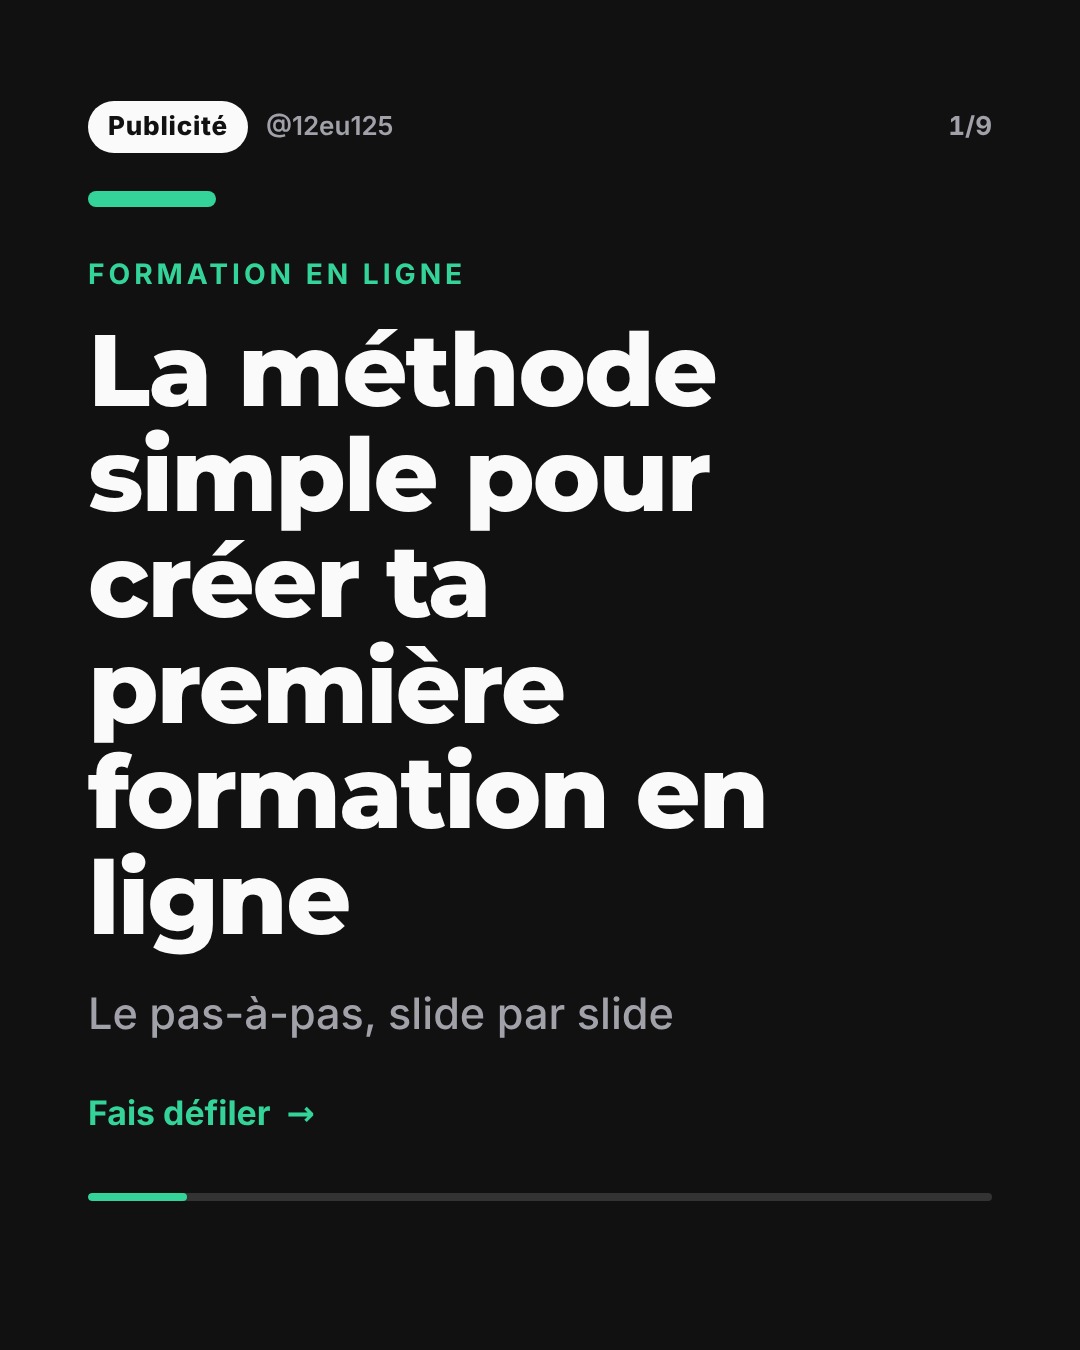 Publicité @12eu125 1/9
FORMATION EN LIGNE
La méthode
simple pour
créer ta
première
formation en
ligne
Le pas-à-pas, slide par slide
Fais défiler →